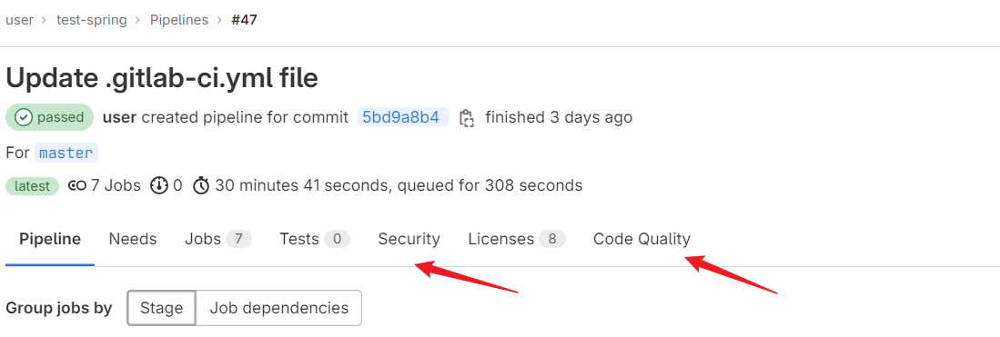 user > test-spring > Pipelines > #47
Update .gitlab-ci.yml file
passed user created pipeline for commit 5bd9a8b4 finished 3 days ago
For master
latest 7 Jobs 0 30 minutes 41 seconds, queued for 308 seconds
Pipeline Needs Jobs 7 Tests 0 Security Licenses 8 Code Quality
Group jobs by Stage Job dependencies